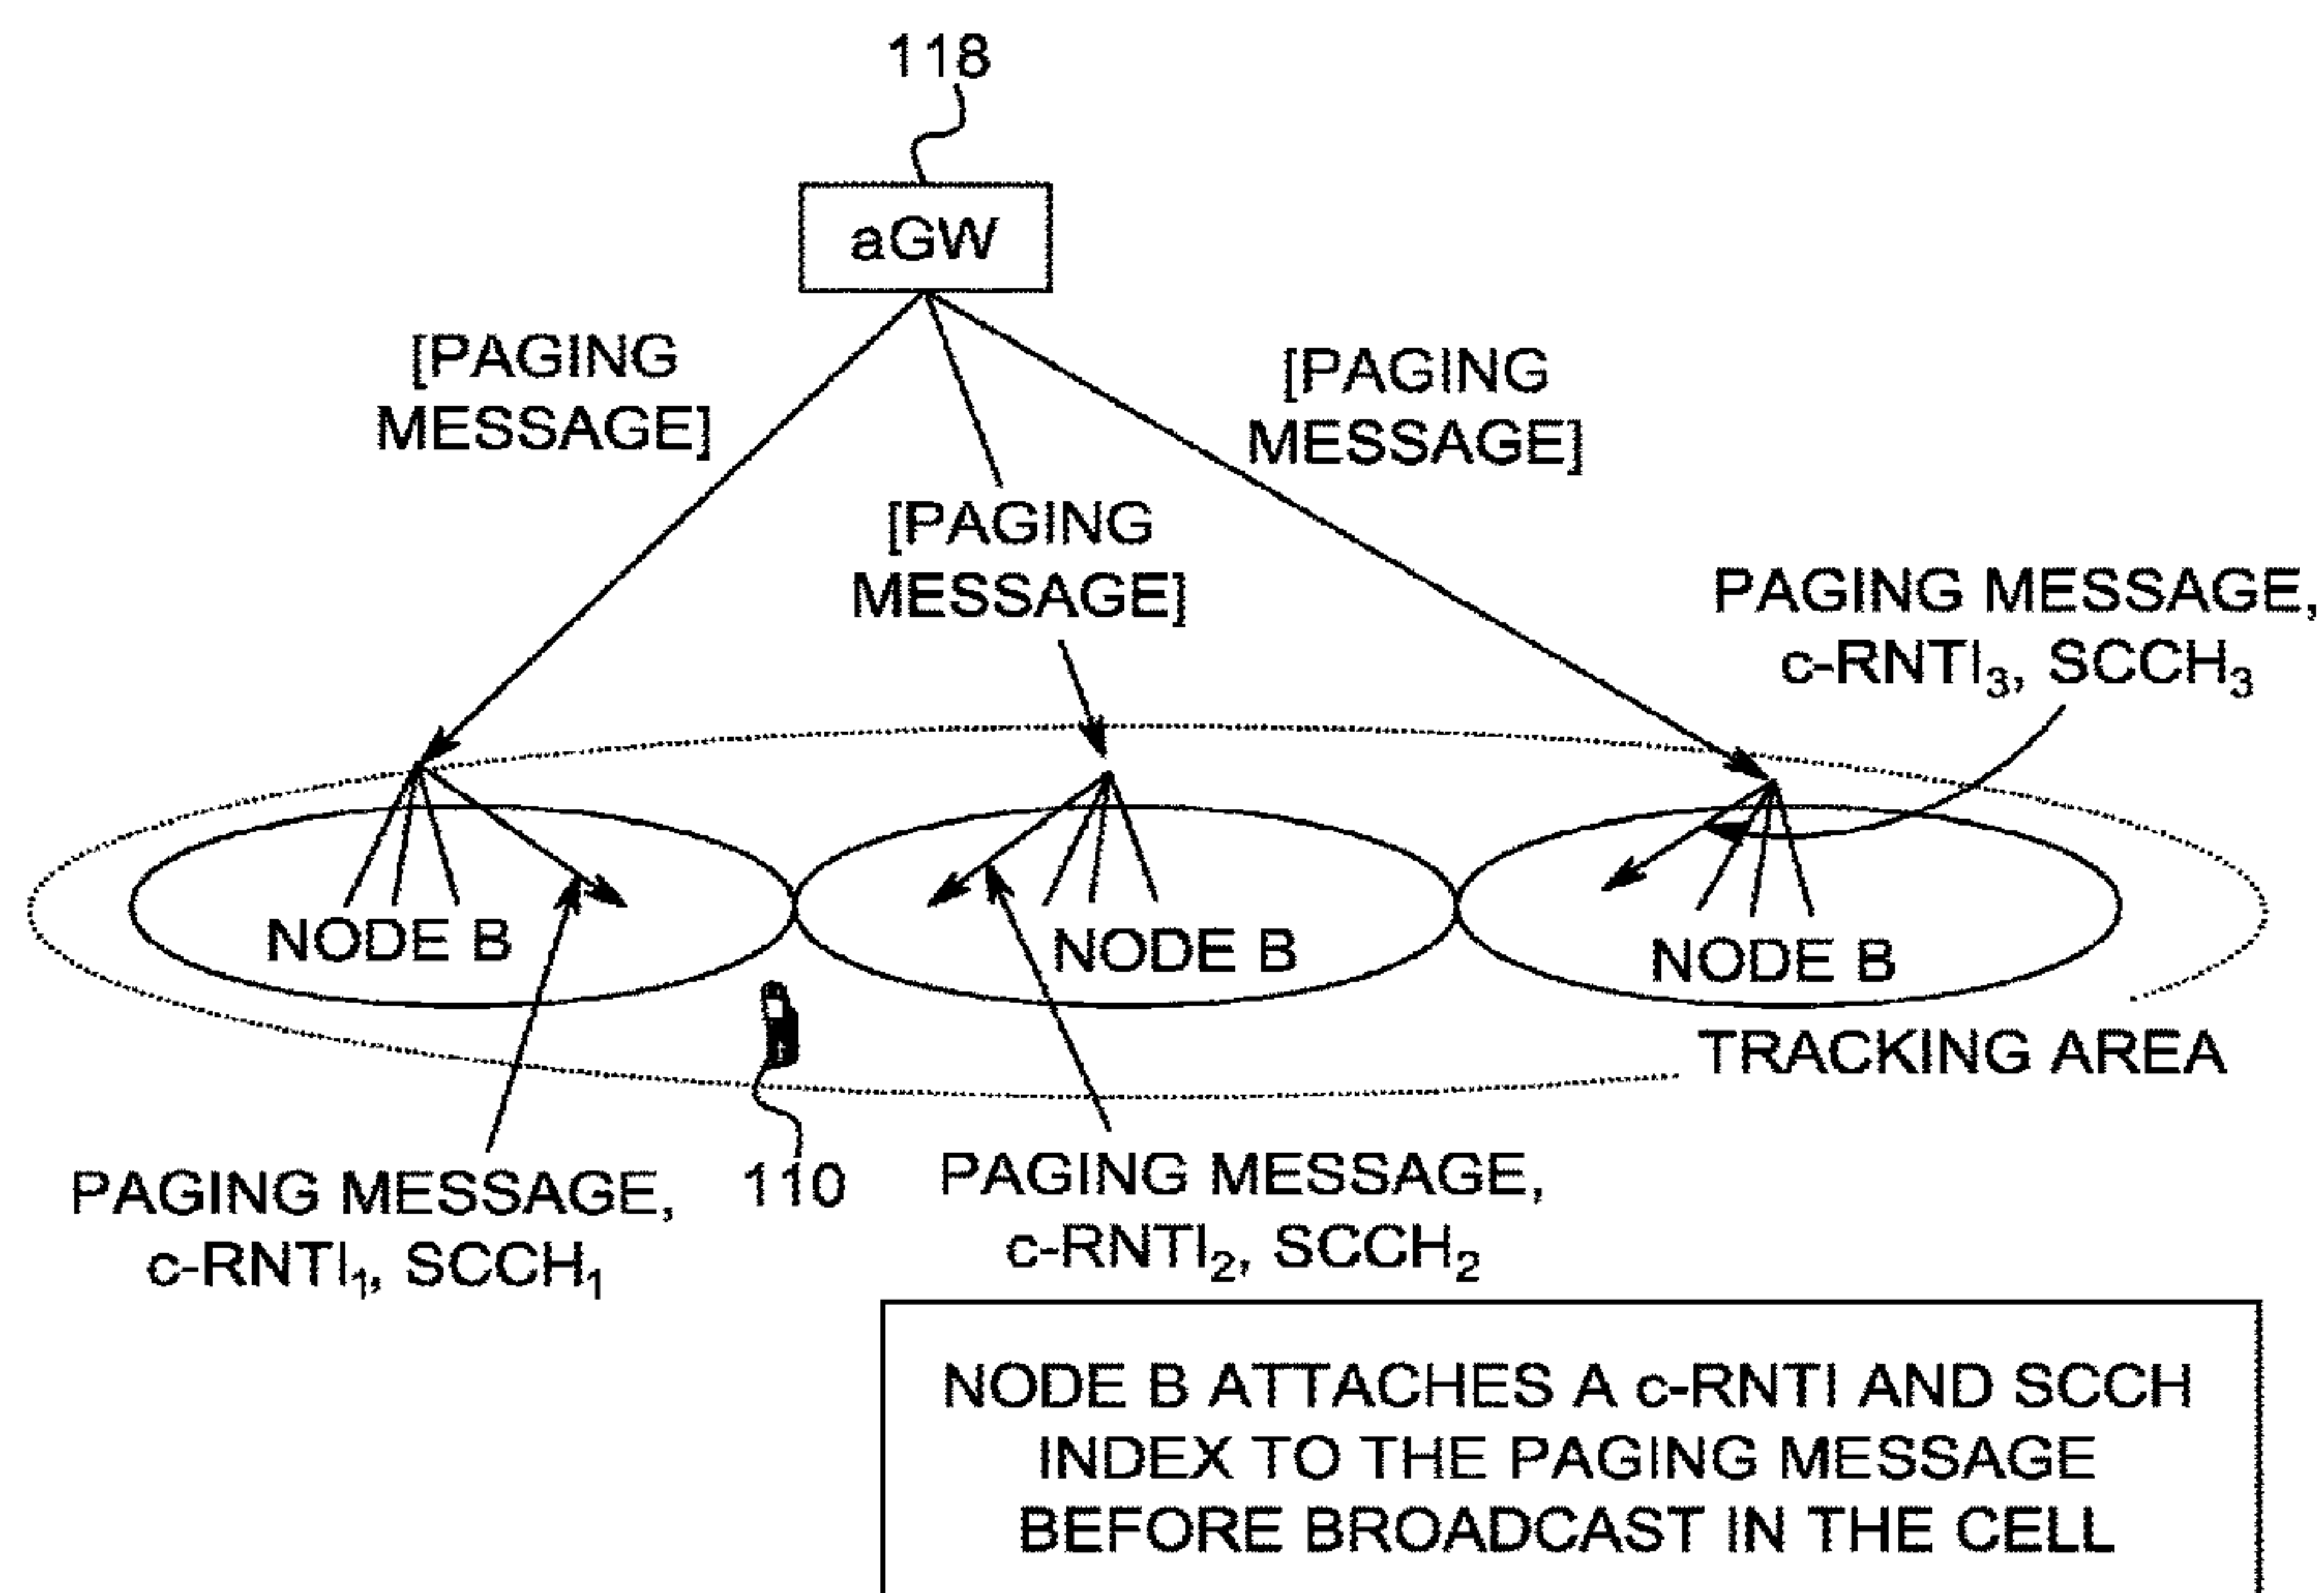 118
aGW
[PAGING
MESSAGE]
[PAGING
MESSAGE]
[PAGING
MESSAGE]
PAGING MESSAGE,
c-RNTI₃, SCCH₃
NODE B
NODE B
NODE B
TRACKING AREA
110
PAGING MESSAGE,
c-RNTI₁, SCCH₁
PAGING MESSAGE,
c-RNTI₂, SCCH₂
NODE B ATTACHES A c-RNTI AND SCCH
INDEX TO THE PAGING MESSAGE
BEFORE BROADCAST IN THE CELL